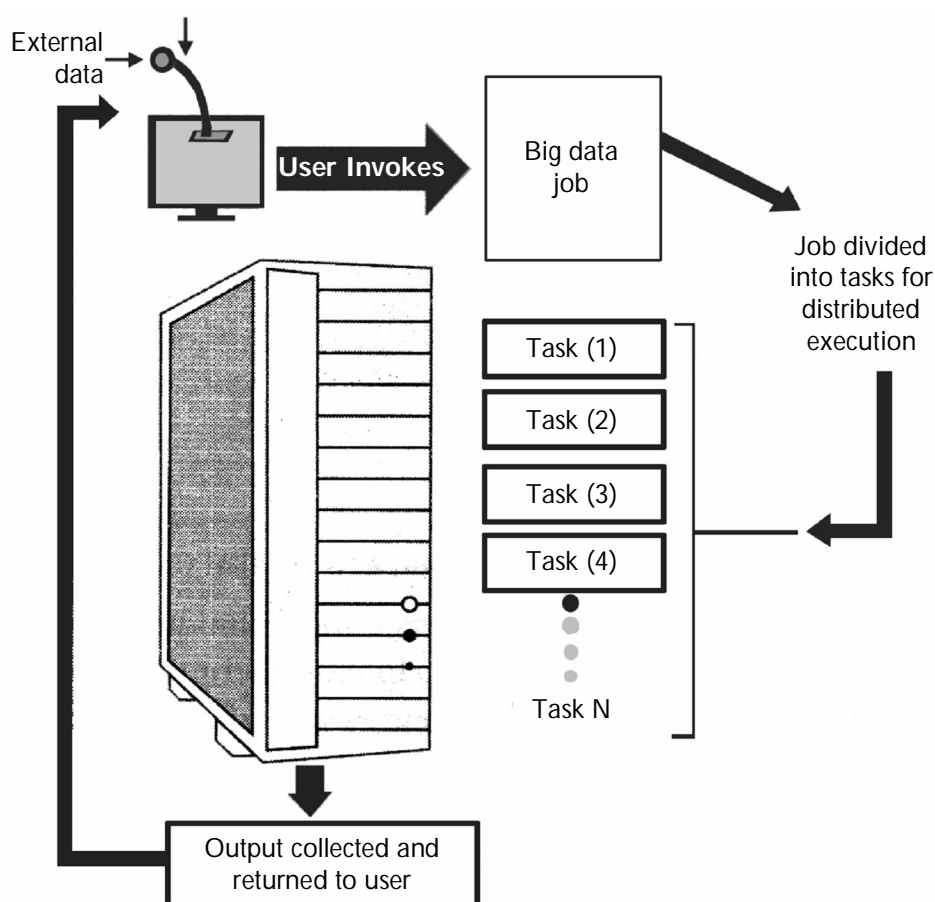 External
data
User Invokes
Big data
job
Job divided
into tasks for
distributed
execution
Task (1)
Task (2)
Task (3)
Task (4)
Task N
Output collected and
returned to user